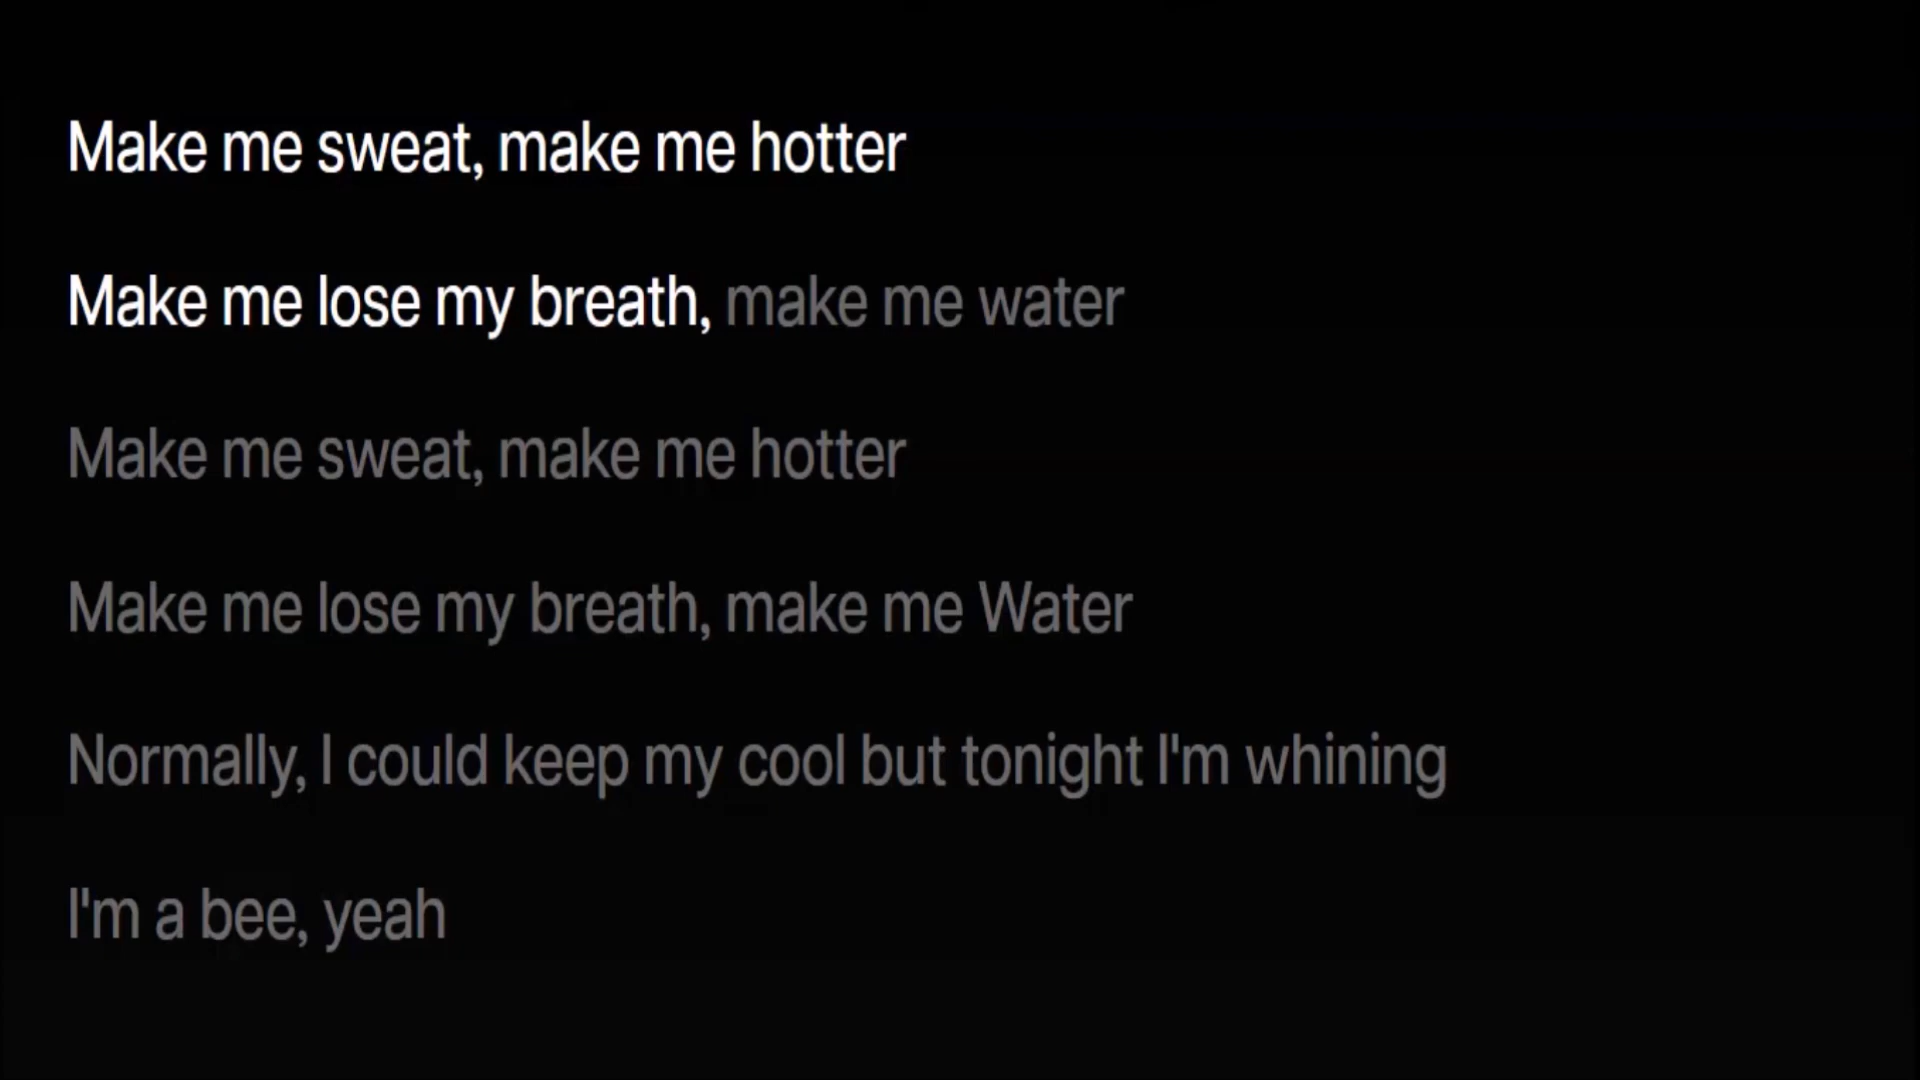 Make me sweat, make me hotter
Make me lose my breath, make me water
Make me sweat, make me hotter
Make me lose my breath, make me Water
Normally, I could keep my cool but tonight I'm whining
I'm a bee, yeah